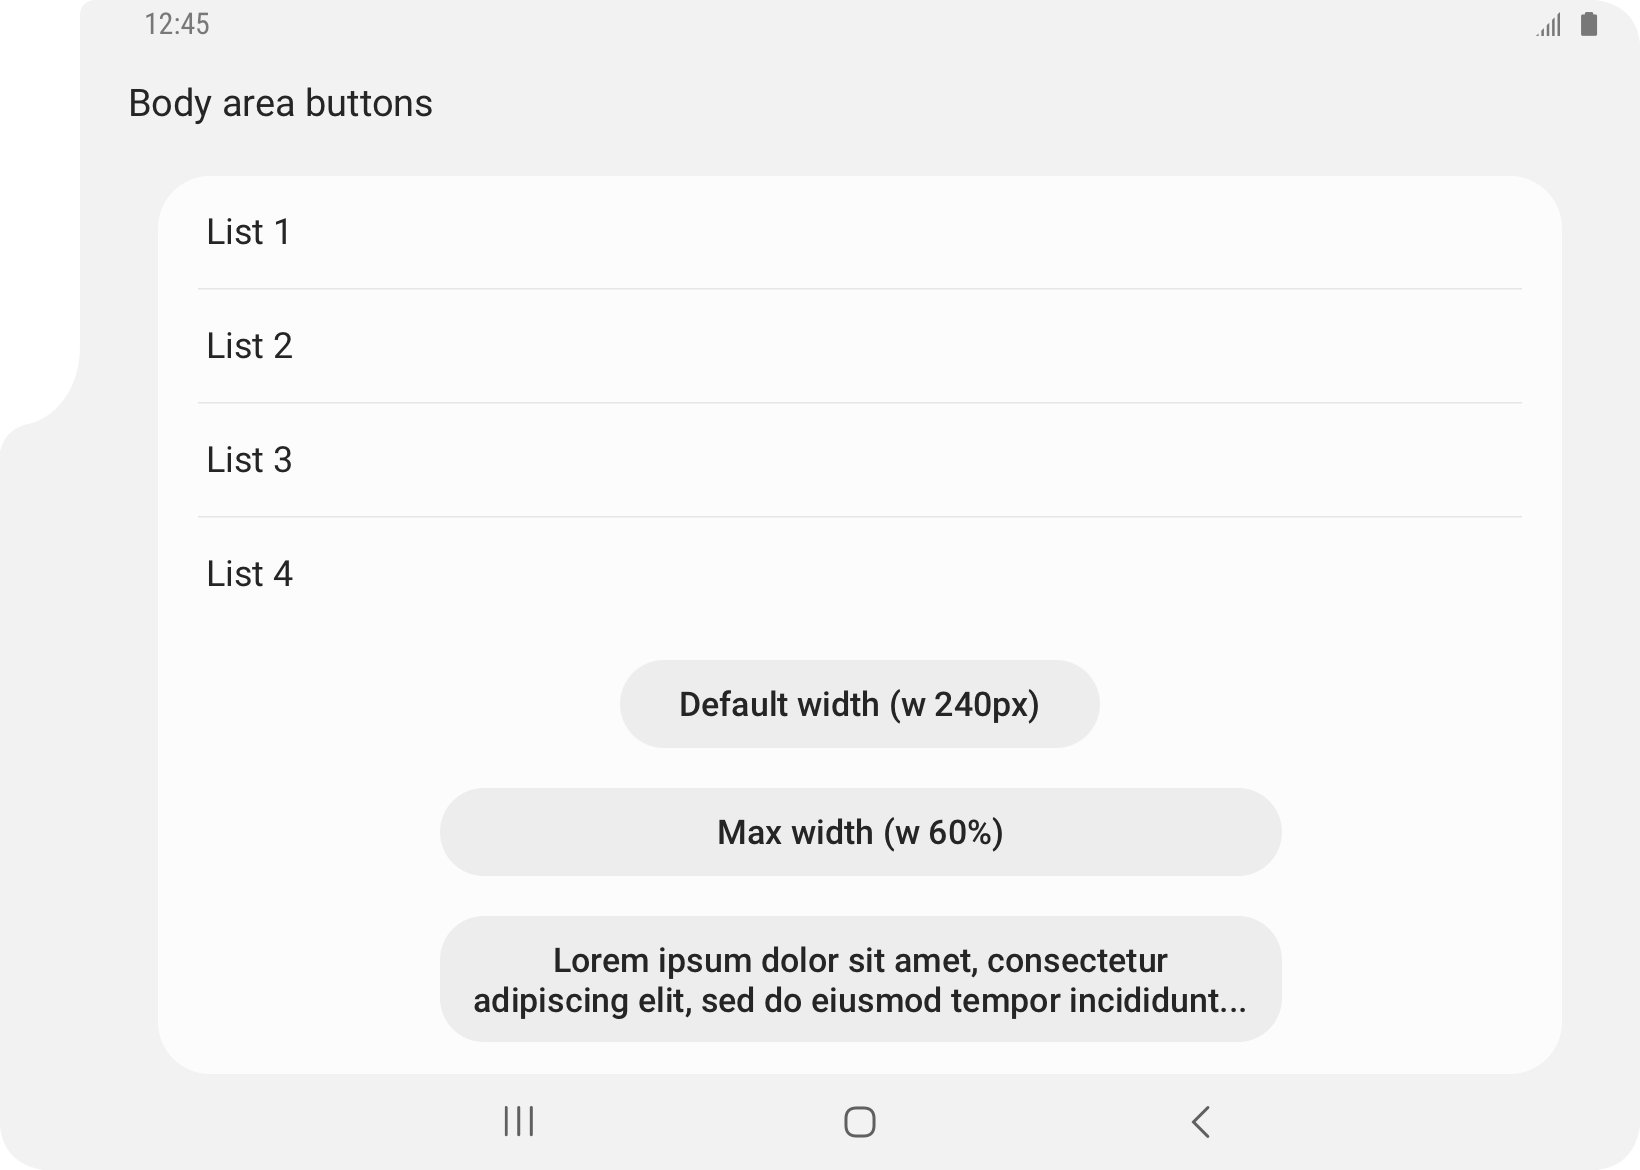 12:45
Body area buttons
List 1
List 2
List 3
List 4
Default width (w 240px)
Max width (w 60%)
Lorem ipsum dolor sit amet, consectetur
adipiscing elit, sed do eiusmod tempor incididunt...